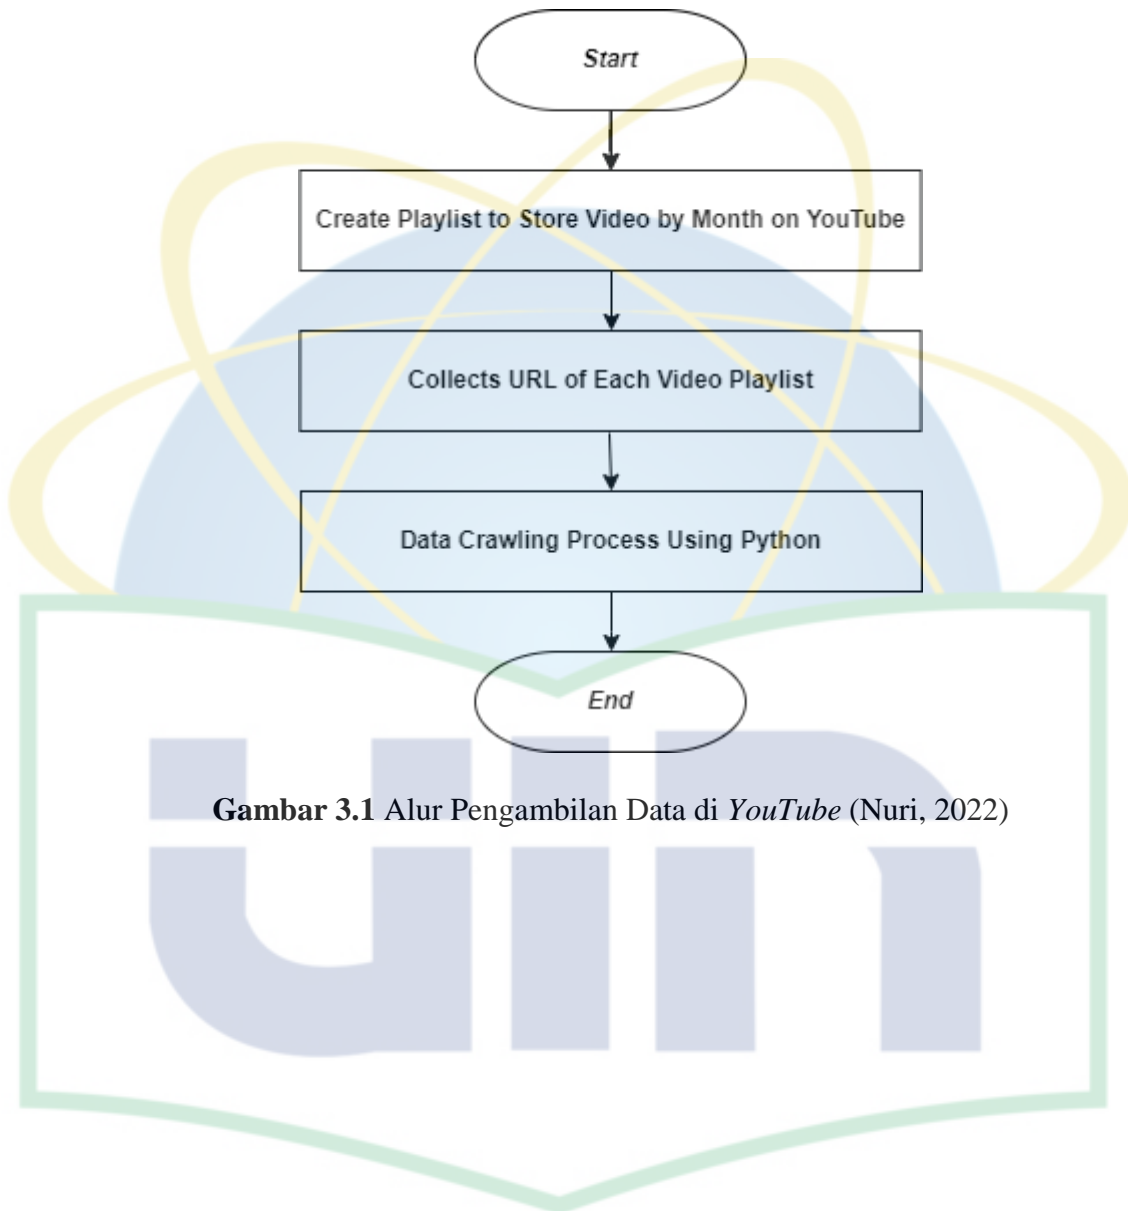 Start
Create Playlist to Store Video by Month on YouTube
Collects URL of Each Video Playlist
Data Crawling Process Using Python
End
Gambar 3.1 Alur Pengambilan Data di YouTube (Nuri, 2022)
uin